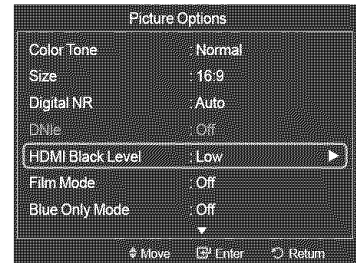 Picture Options
Color Tone : Normal
Size : 16:9
Digital NR : Auto
DNIe : Off
HDMI Black Level : Low
Film Mode : Off
Blue Only Mode : Off
Move Enter Return